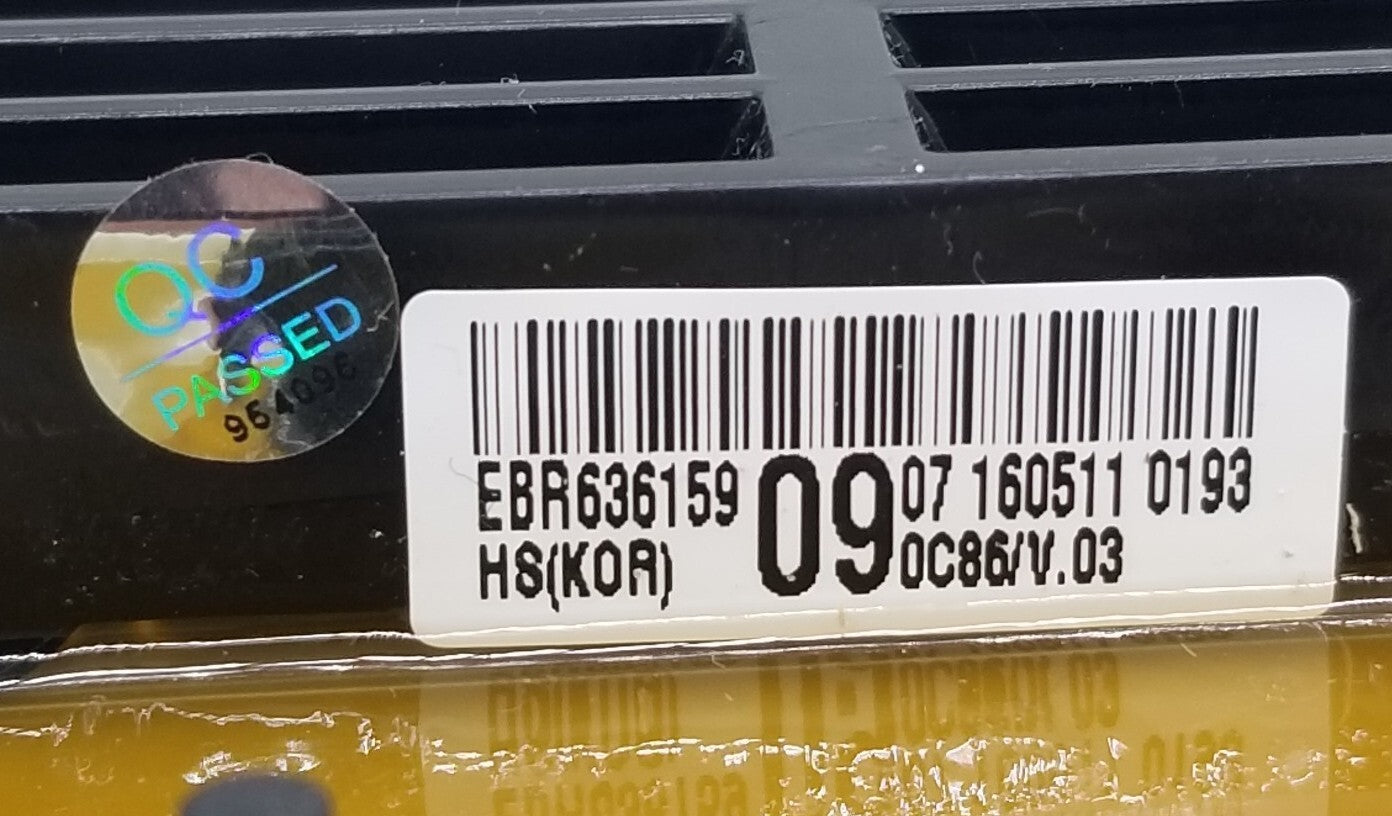 QC
PASSED
964096
EBR636159 09 07 160511 0193
HS(KOR) 0C86/V.03